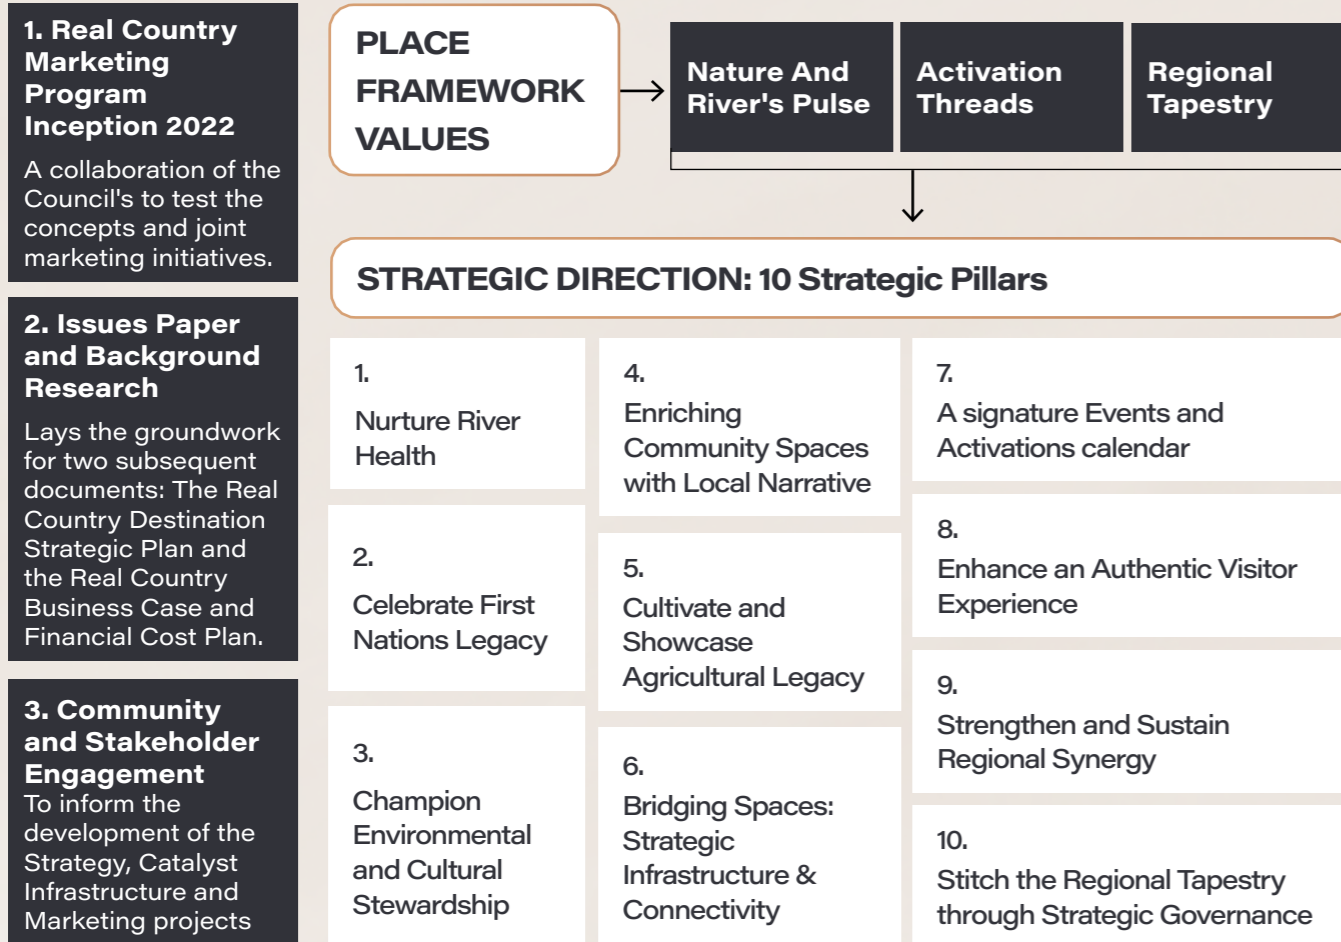 1. Real Country
Marketing
Program
Inception 2022
A collaboration of the
Council's to test the
concepts and joint
marketing initiatives.
2. Issues Paper
and Background
Research
Lays the groundwork
for two subsequent
documents: The Real
Country Destination
Strategic Plan and
the Real Country
Business Case and
Financial Cost Plan.
3. Community
and Stakeholder
Engagement
To inform the
development of the
Strategy, Catalyst
Infrastructure and
Marketing projects
PLACE
FRAMEWORK
VALUES
Nature And
River's Pulse
Activation
Threads
Regional
Tapestry
STRATEGIC DIRECTION: 10 Strategic Pillars
1.
Nurture River
Health
2.
Celebrate First
Nations Legacy
3.
Champion
Environmental
and Cultural
Stewardship
4.
Enriching
Community Spaces
with Local Narrative
5.
Cultivate and
Showcase
Agricultural Legacy
6.
Bridging Spaces:
Strategic
Infrastructure &
Connectivity
7.
A signature Events and
Activations calendar
8.
Enhance an Authentic Visitor
Experience
9.
Strengthen and Sustain
Regional Synergy
10.
Stitch the Regional Tapestry
through Strategic Governance